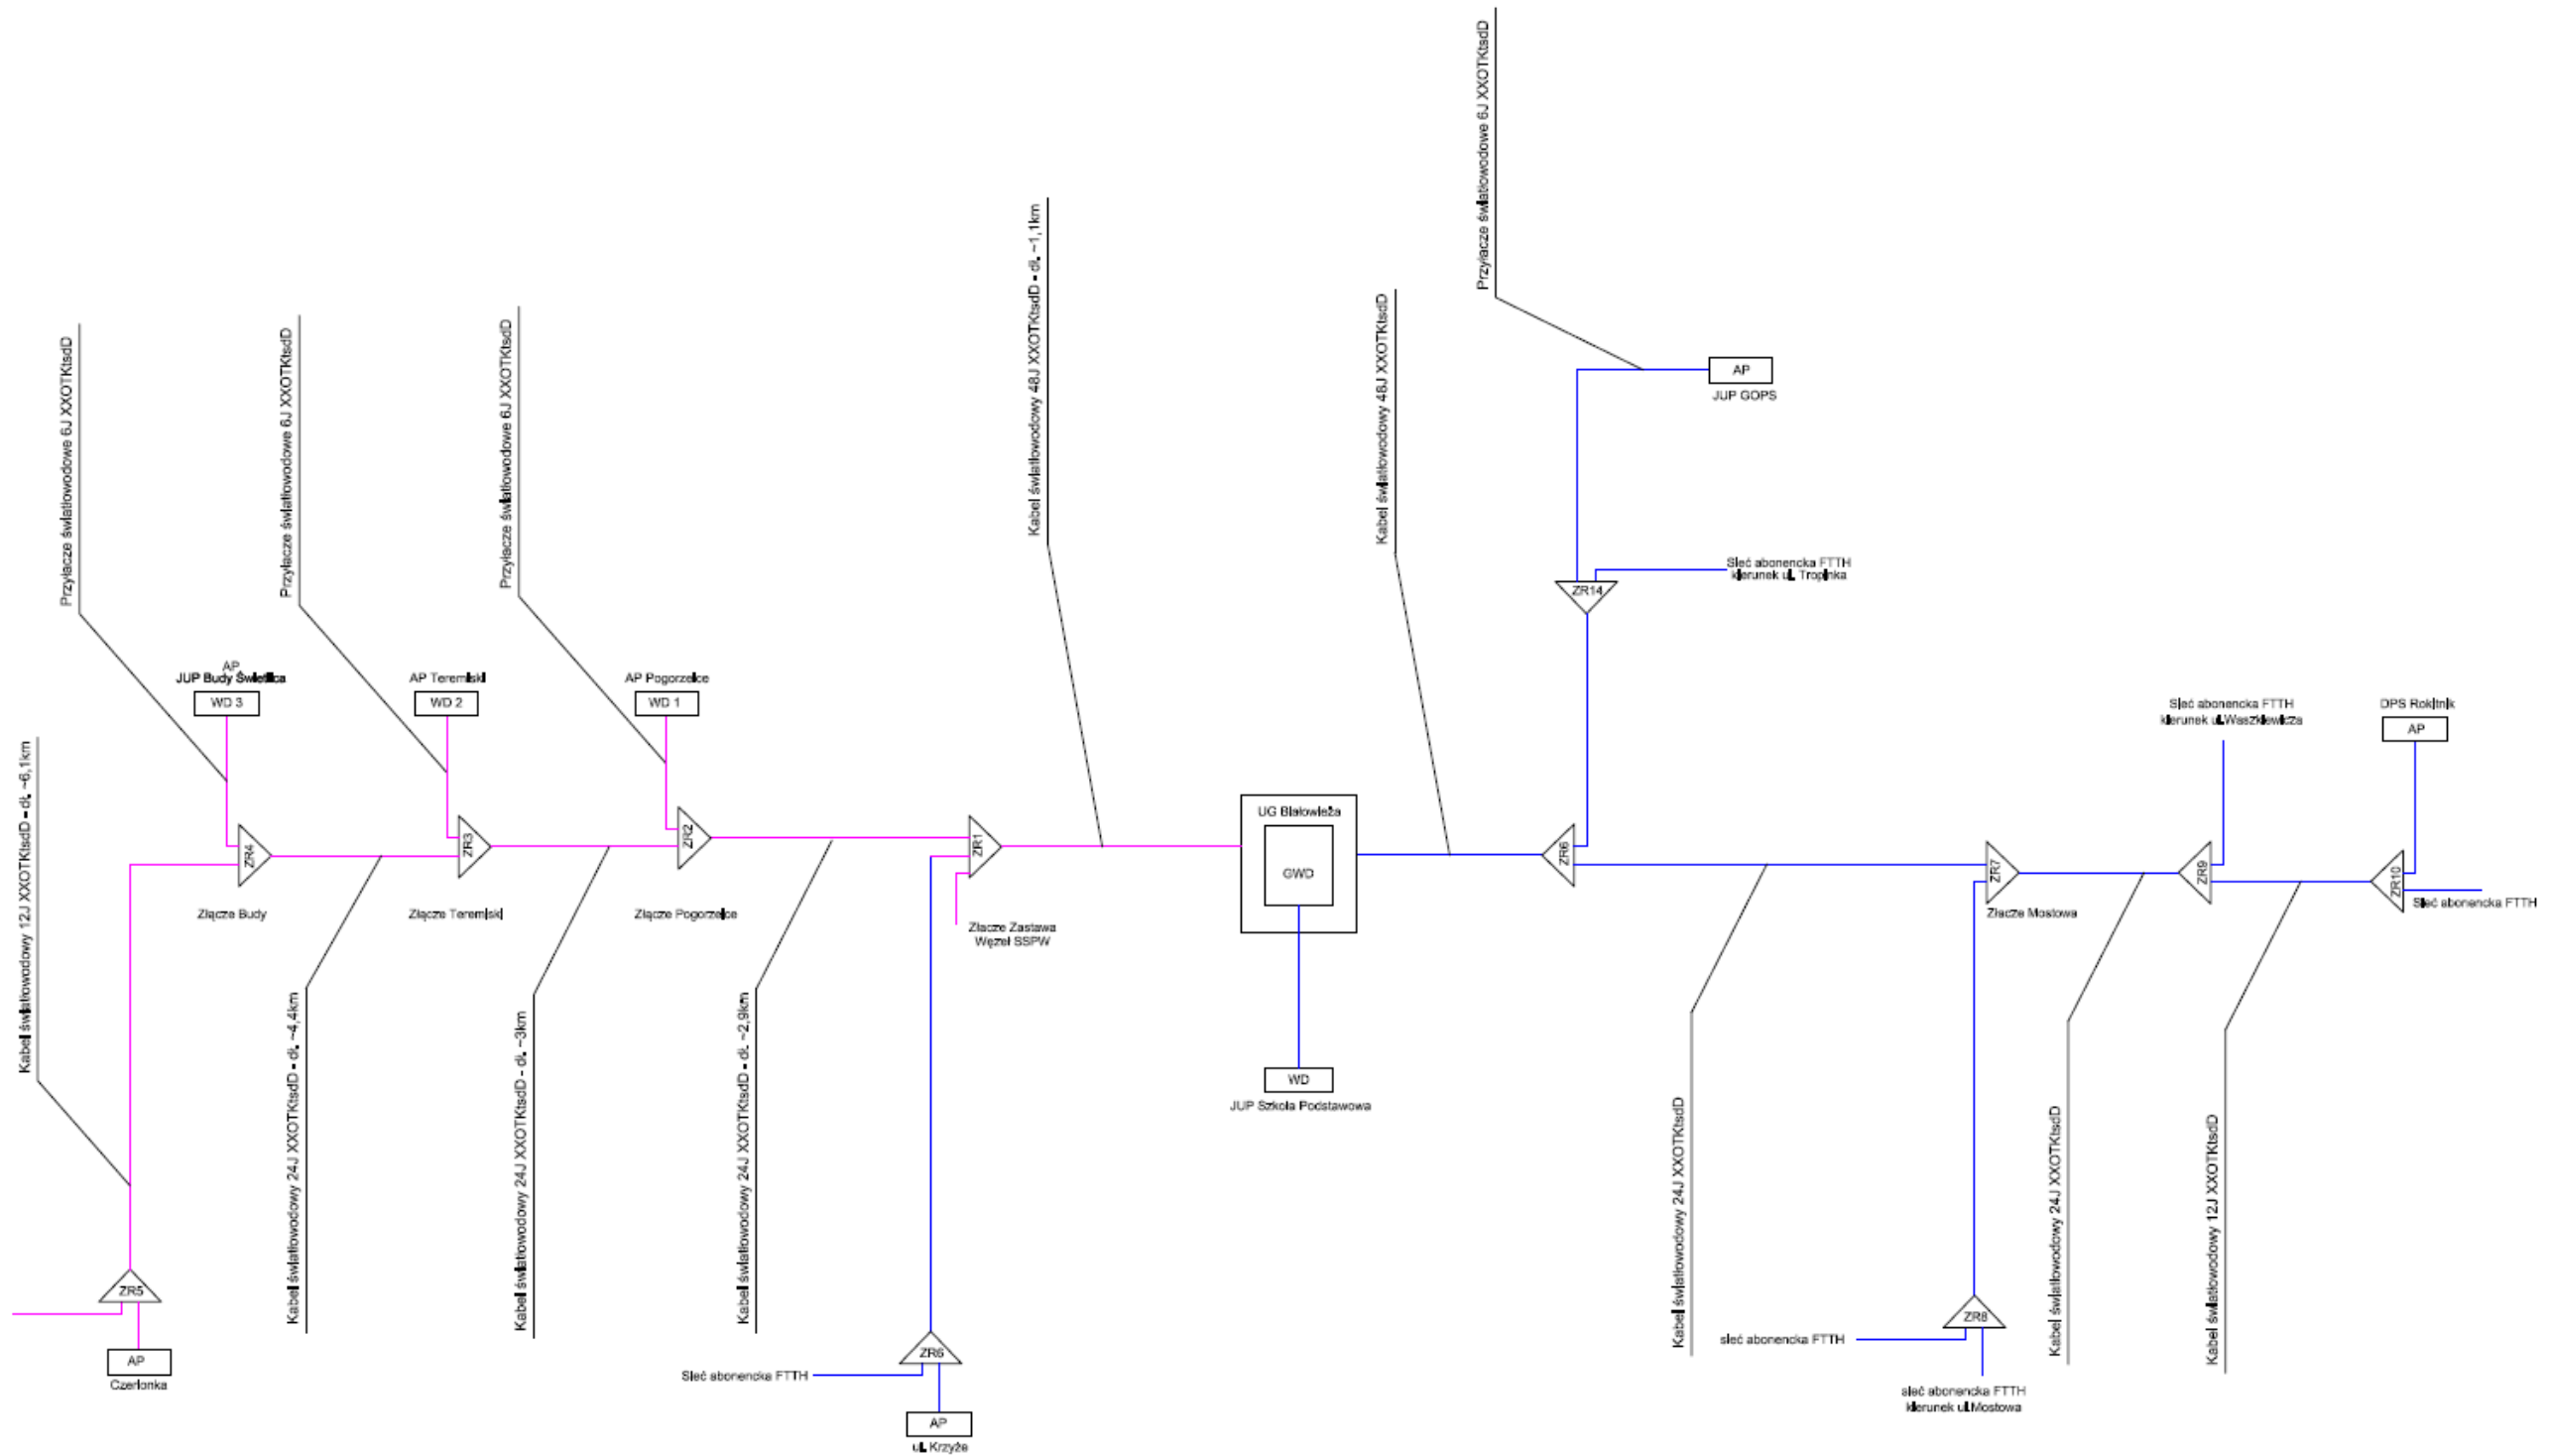 Przyłacze światłowodowe 6J XXOTKtsdD
Kabel światłowodowy 48J XXOTKtsdD - dł. ~1,1km
Kabel światłowodowy 48J XXOTKtsdD
Przyłacze światłowodowe 6J XXOTKtsdD
Przyłacze światłowodowe 6J XXOTKtsdD
Przyłacze światłowodowe 6J XXOTKtsdD
AP
JUP GOPS
Sieć abonencka FTTH
kierunek ul. Tropinka
ZR14
AP
JUP Budy Świetlica
WD 3
AP Teremiski
WD 2
AP Pogorzelce
WD 1
Sieć abonencka FTTH
kierunek ul.Waszkiewicza
DPS Rokitnik
AP
Kabel światłowodowy 12J XXOTKtsdD - dł. ~6,1km
ZR4
ZR3
ZR2
ZR1
UG Białowieża
GWD
ZR6
ZR7
ZR9
ZR10
Sieć abonencka FTTH
Złącze Budy
Złącze Teremiski
Złącze Pogorzelce
Złacze Zastawa
Węzeł SSPW
Złacze Mostowa
Kabel światłowodowy 24J XXOTKtsdD - dł. ~4,4km
Kabel światłowodowy 24J XXOTKtsdD - dł. ~3km
Kabel światłowodowy 24J XXOTKtsdD - dł. ~2,9km
WD
JUP Szkoła Podstawowa
Kabel światłowodowy 24J XXOTKtsdD
Kabel światłowodowy 24J XXOTKtsdD
Kabel światłowodowy 12J XXOTKtsdD
ZR5
AP
Czerlonka
ZR6
Sieć abonencka FTTH
AP
ul. Krzyże
ZR8
sieć abonencka FTTH
sieć abonencka FTTH
kierunek ul.Mostowa